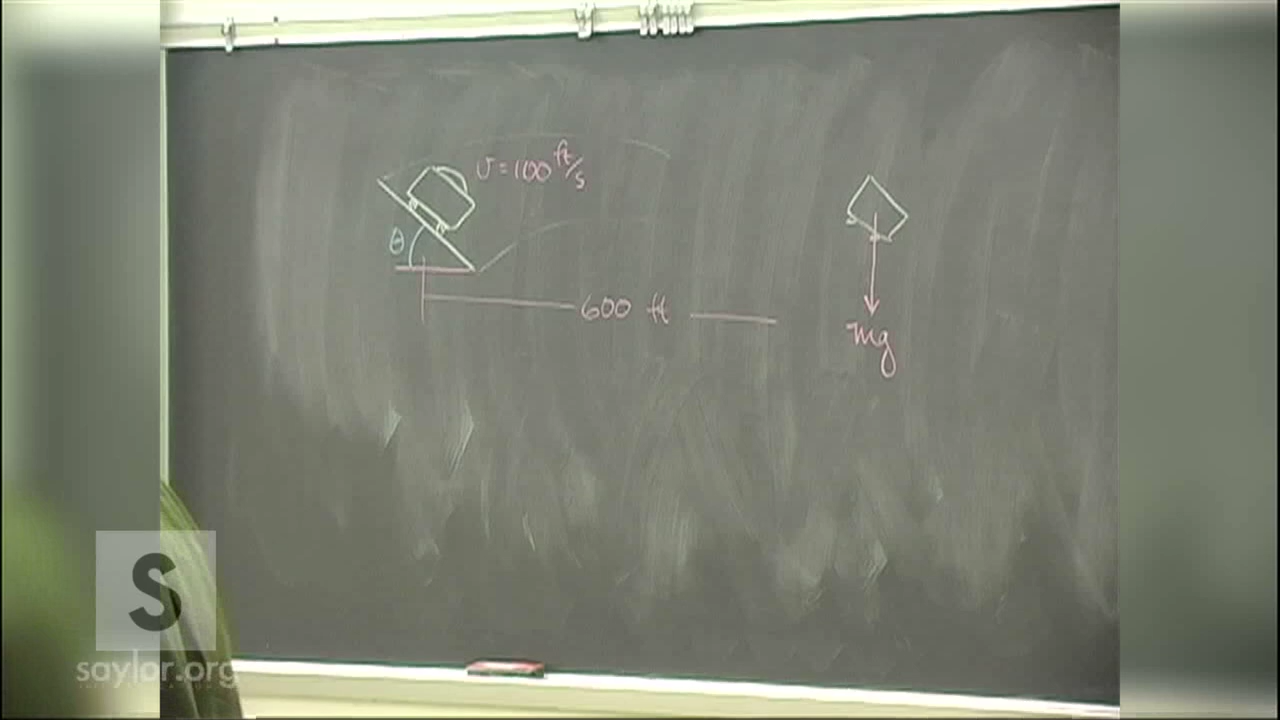 v = 100 ft/s
θ
600 ft
mg
S
saylor.org